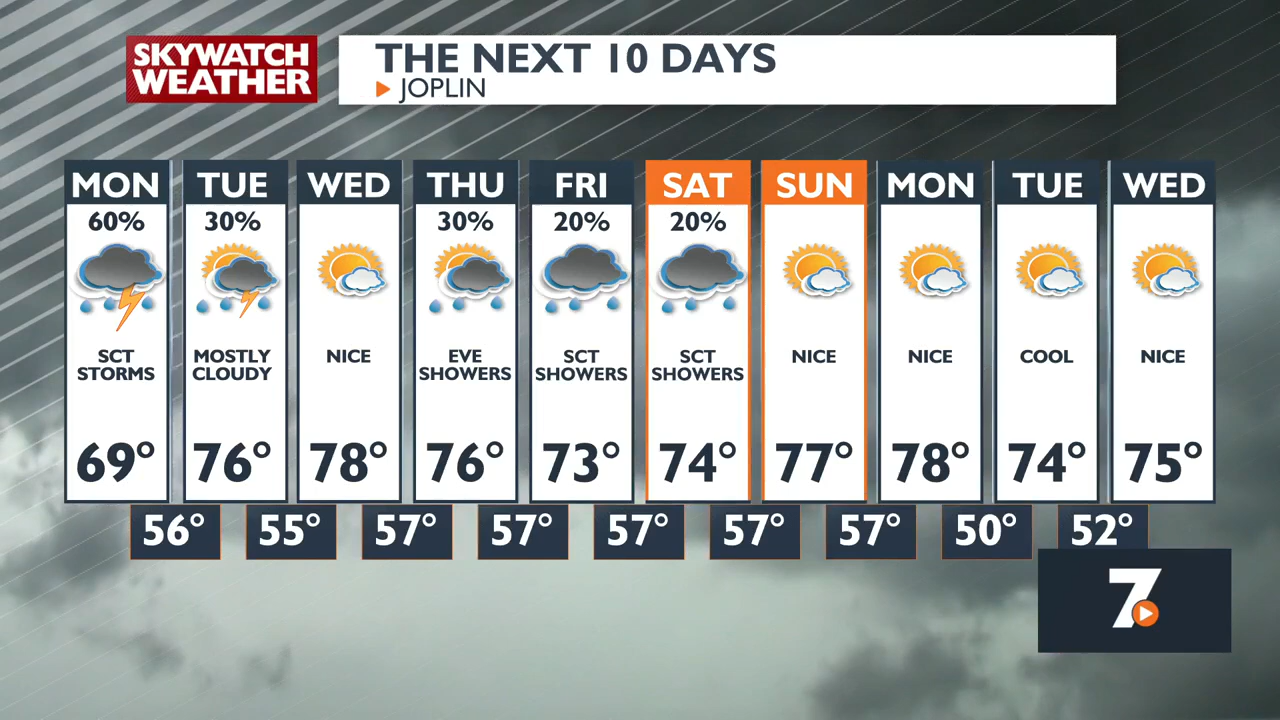 SKYWATCH
WEATHER
THE NEXT 10 DAYS
JOPLIN
MON TUE WED THU FRI SAT SUN MON TUE WED
60% 30% 30% 20% 20%
SCT STORMS
MOSTLY CLOUDY
NICE
EVE SHOWERS
SCT SHOWERS
SCT SHOWERS
NICE
NICE
COOL
NICE
69° 76° 78° 76° 73° 74° 77° 78° 74° 75°
56° 55° 57° 57° 57° 57° 57° 50° 52°
7